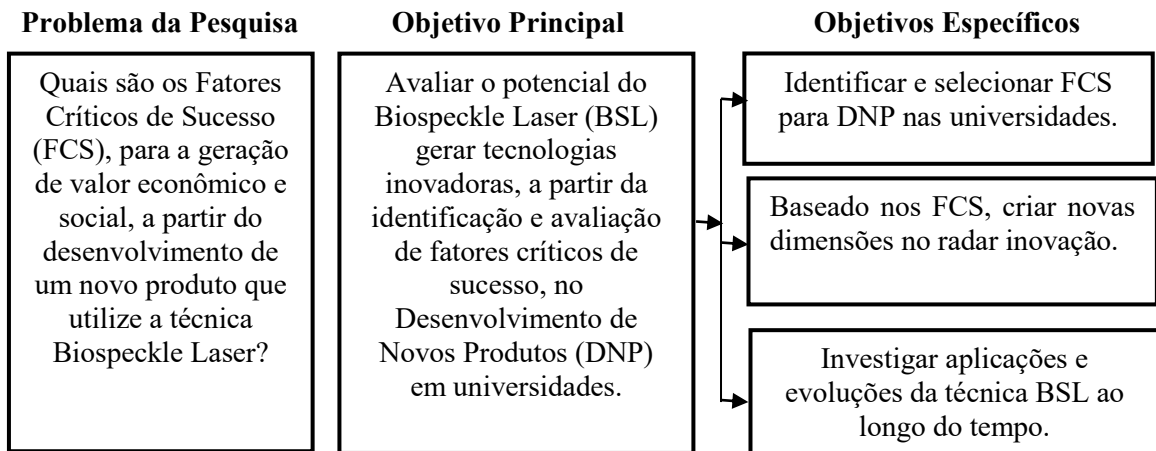 Problema da Pesquisa
Quais são os Fatores
Críticos de Sucesso
(FCS), para a geração
de valor econômico e
social, a partir do
desenvolvimento de
um novo produto que
utilize a técnica
Biospeckle Laser?
Objetivo Principal
Avaliar o potencial do
Biospeckle Laser (BSL)
gerar tecnologias
inovadoras, a partir da
identificação e avaliação
de fatores críticos de
sucesso, no
Desenvolvimento de
Novos Produtos (DNP)
em universidades.
Objetivos Específicos
Identificar e selecionar FCS
para DNP nas universidades.
Baseado nos FCS, criar novas
dimensões no radar inovação.
Investigar aplicações e
evoluções da técnica BSL ao
longo do tempo.